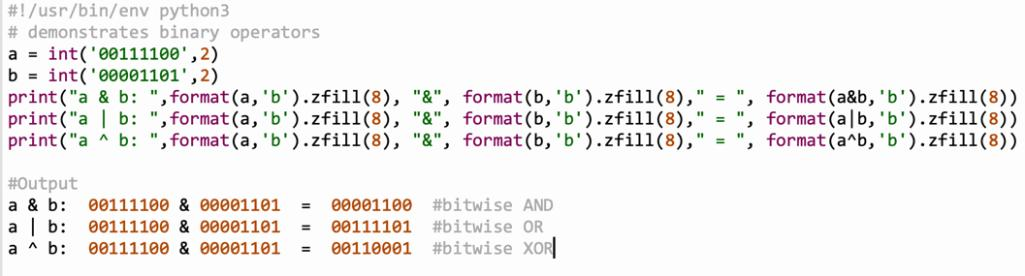 #!/usr/bin/env python3
# demonstrates binary operators
a = int('00111100',2)
b = int('00001101',2)
print("a & b: ",format(a,'b').zfill(8), "&", format(b,'b').zfill(8)," = ", format(a&b,'b').zfill(8))
print("a | b: ",format(a,'b').zfill(8), "&", format(b,'b').zfill(8)," = ", format(a|b,'b').zfill(8))
print("a ^ b: ",format(a,'b').zfill(8), "&", format(b,'b').zfill(8)," = ", format(a^b,'b').zfill(8))
#Output
a & b:  00111100 & 00001101  =  00001100  #bitwise AND
a | b:  00111100 & 00001101  =  00111101  #bitwise OR
a ^ b:  00111100 & 00001101  =  00110001  #bitwise XOR